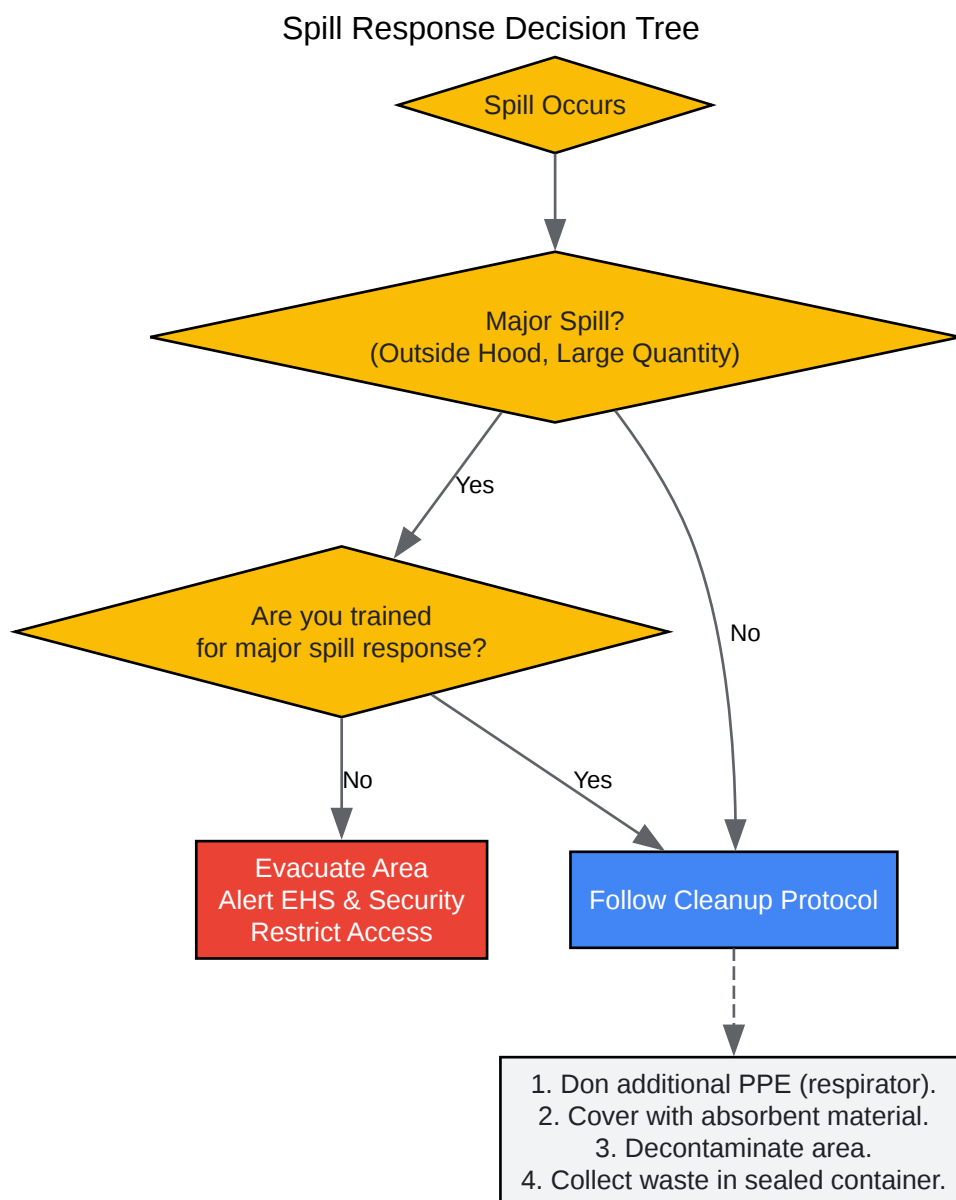 Spill Response Decision Tree
Spill Occurs
Major Spill?
(Outside Hood, Large Quantity)
Yes
No
Are you trained
for major spill response?
No
Yes
Evacuate Area
Alert EHS & Security
Restrict Access
Follow Cleanup Protocol
1. Don additional PPE (respirator).
2. Cover with absorbent material.
3. Decontaminate area.
4. Collect waste in sealed container.